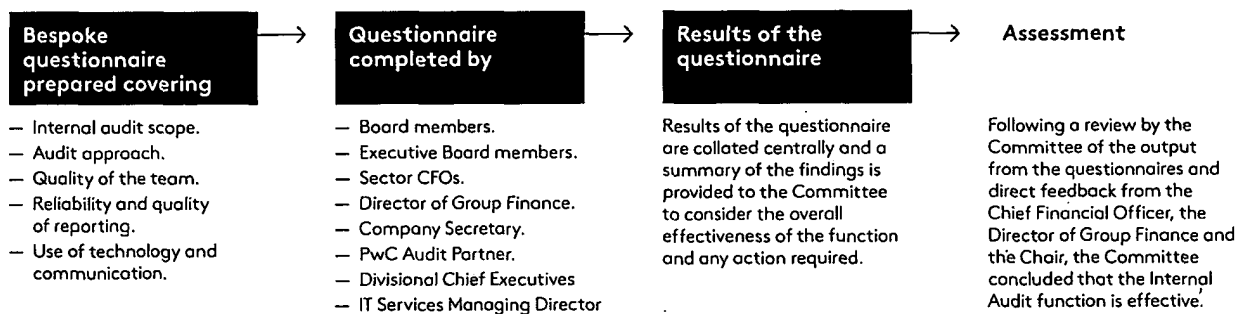 Bespoke
questionnaire
prepared covering
— Internal audit scope.
— Audit approach.
— Quality of the team.
— Reliability and quality
of reporting.
— Use of technology and
communication.
Questionnaire
completed by
— Board members.
— Executive Board members.
— Sector CFOs.
— Director of Group Finance.
— Company Secretary.
— PwC Audit Partner.
— Divisional Chief Executives
— IT Services Managing Director
Results of the
questionnaire
Results of the questionnaire
are collated centrally and a
summary of the findings is
provided to the Committee
to consider the overall
effectiveness of the function
and any action required.
Assessment
Following a review by the
Committee of the output
from the questionnaires and
direct feedback from the
Chief Financial Officer, the
Director of Group Finance and
the Chair, the Committee
concluded that the Internal
Audit function is effective.